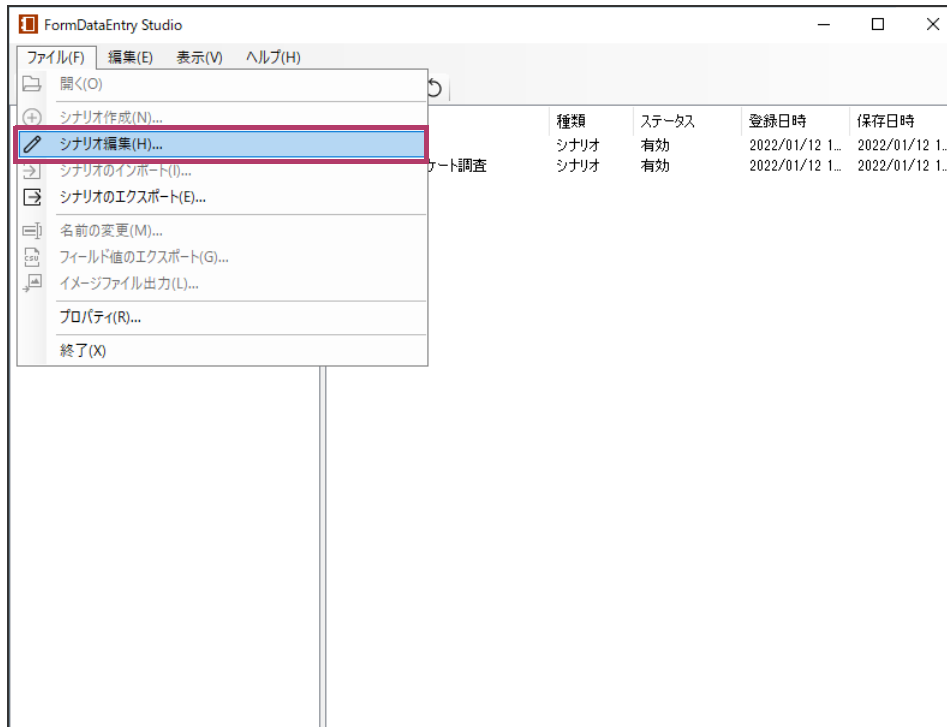 FormDataEntry Studio
ファイル(F) 編集(E) 表示(V) ヘルプ(H)
開く(O)
シナリオ作成(N)...
シナリオ編集(H)...
シナリオのインポート(I)...
シナリオのエクスポート(E)...
名前の変更(M)...
CSV フィールド値のエクスポート(G)...
イメージファイル出力(L)...
プロパティ(R)...
終了(X)
種類 ステータス 登録日時 保存日時
シナリオ 有効 2022/01/12 1... 2022/01/12 1...
ケート調査 シナリオ 有効 2022/01/12 1... 2022/01/12 1...